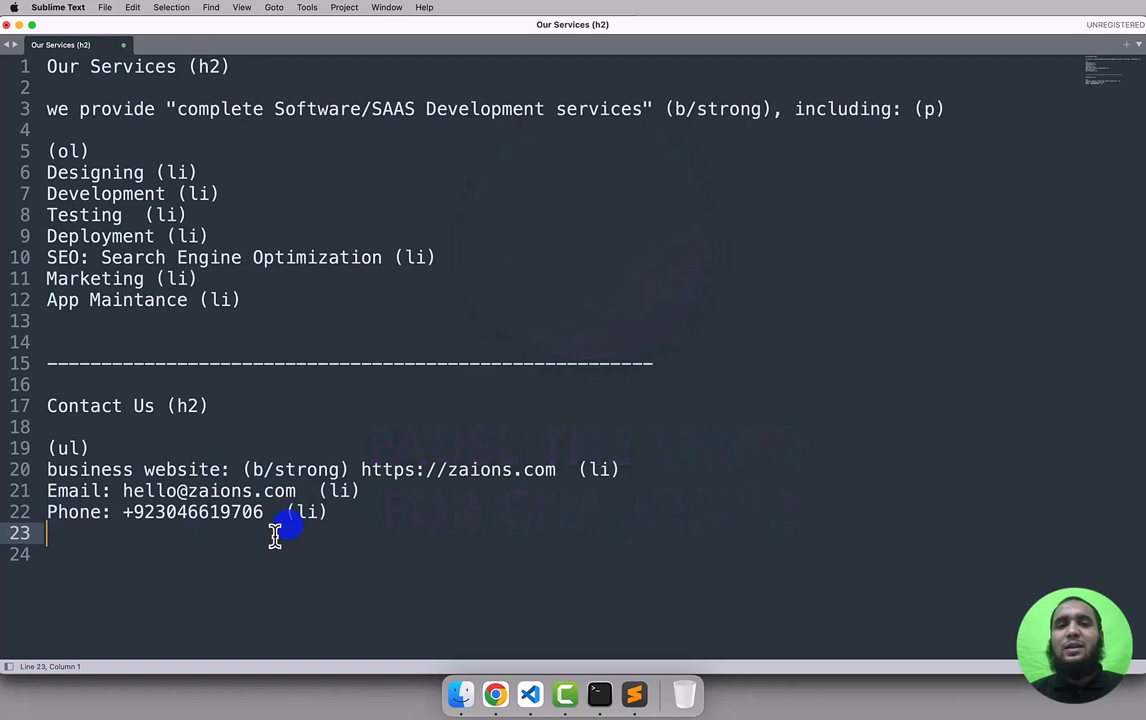 Sublime Text File Edit Selection Find View Goto Tools Project Window Help
Our Services (h2) UNREGISTERED
Our Services (h2)
1 Our Services (h2)
2
3 we provide "complete Software/SAAS Development services" (b/strong), including: (p)
4
5 (ol)
6 Designing (li)
7 Development (li)
8 Testing  (li)
9 Deployment (li)
10 SEO: Search Engine Optimization (li)
11 Marketing (li)
12 App Maintance (li)
13
14
15 --------------------------------------------------------
16
17 Contact Us (h2)
18
19 (ul)
20 business website: (b/strong) https://zaions.com  (li)
21 Email: hello@zaions.com  (li)
22 Phone: +923046619706  (li)
23
24
Line 23, Column 1